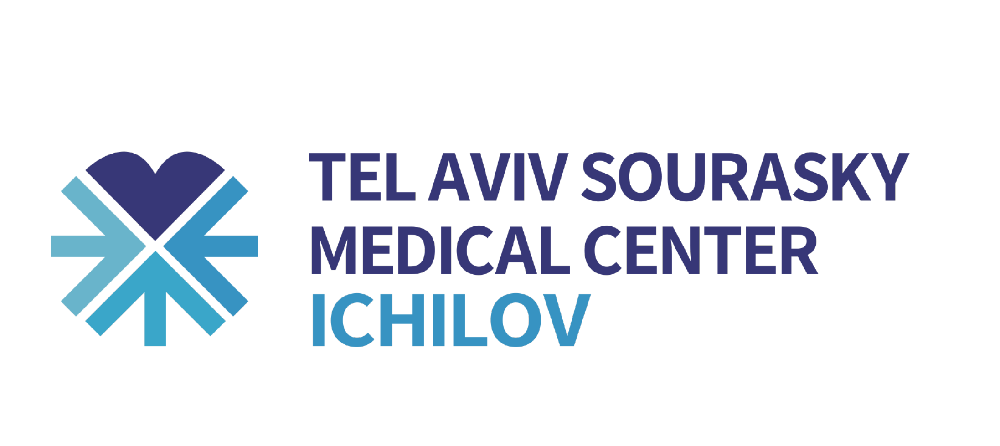 TEL AVIV SOURASKY
MEDICAL CENTER
ICHILOV